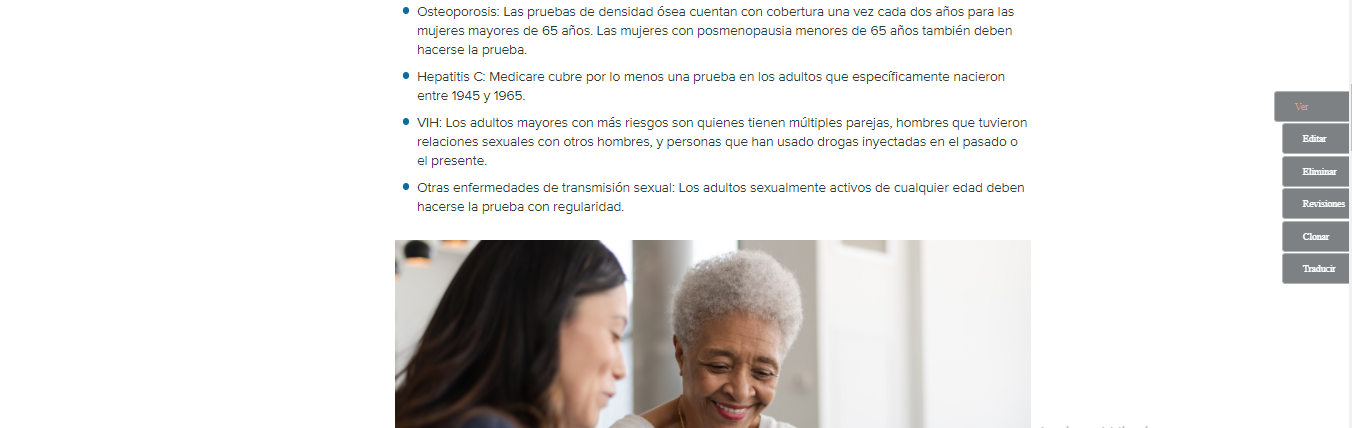 Osteoporosis: Las pruebas de densidad ósea cuentan con cobertura una vez cada dos años para las
mujeres mayores de 65 años. Las mujeres con posmenopausia menores de 65 años también deben
hacerse la prueba.
Hepatitis C: Medicare cubre por lo menos una prueba en los adultos que específicamente nacieron
entre 1945 y 1965.
VIH: Los adultos mayores con más riesgos son quienes tienen múltiples parejas, hombres que tuvieron
relaciones sexuales con otros hombres, y personas que han usado drogas inyectadas en el pasado o
el presente.
Otras enfermedades de transmisión sexual: Los adultos sexualmente activos de cualquier edad deben
hacerse la prueba con regularidad.
Ver
Editar
Eliminar
Revisiones
Clonar
Traducir